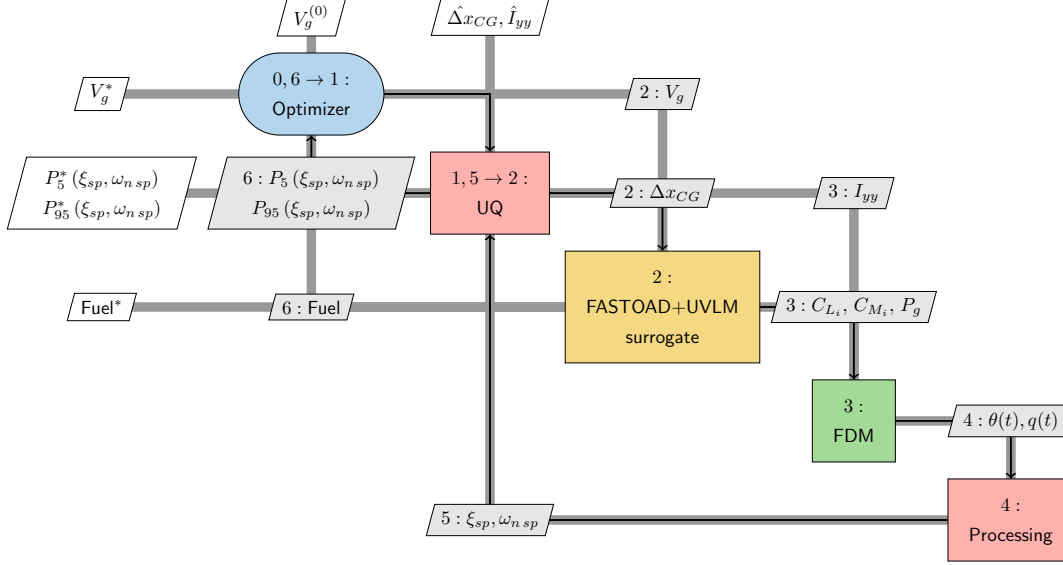 V_g^{(0)}
\hat{\Delta x}_{CG}, \hat{I}_{yy}
0, 6 → 1 :
Optimizer
V_g^*
2 : V_g
P_5^* (ξ_{sp}, ω_{n sp})
P_{95}^* (ξ_{sp}, ω_{n sp})
6 : P_5 (ξ_{sp}, ω_{n sp})
P_{95} (ξ_{sp}, ω_{n sp})
1, 5 → 2 :
UQ
2 : Δx_{CG}
3 : I_{yy}
Fuel*
6 : Fuel
2 :
FASTOAD+UVLM
surrogate
3 : C_{L_i}, C_{M_i}, P_g
3 :
FDM
4 : θ(t), q(t)
5 : ξ_{sp}, ω_{n sp}
4 :
Processing